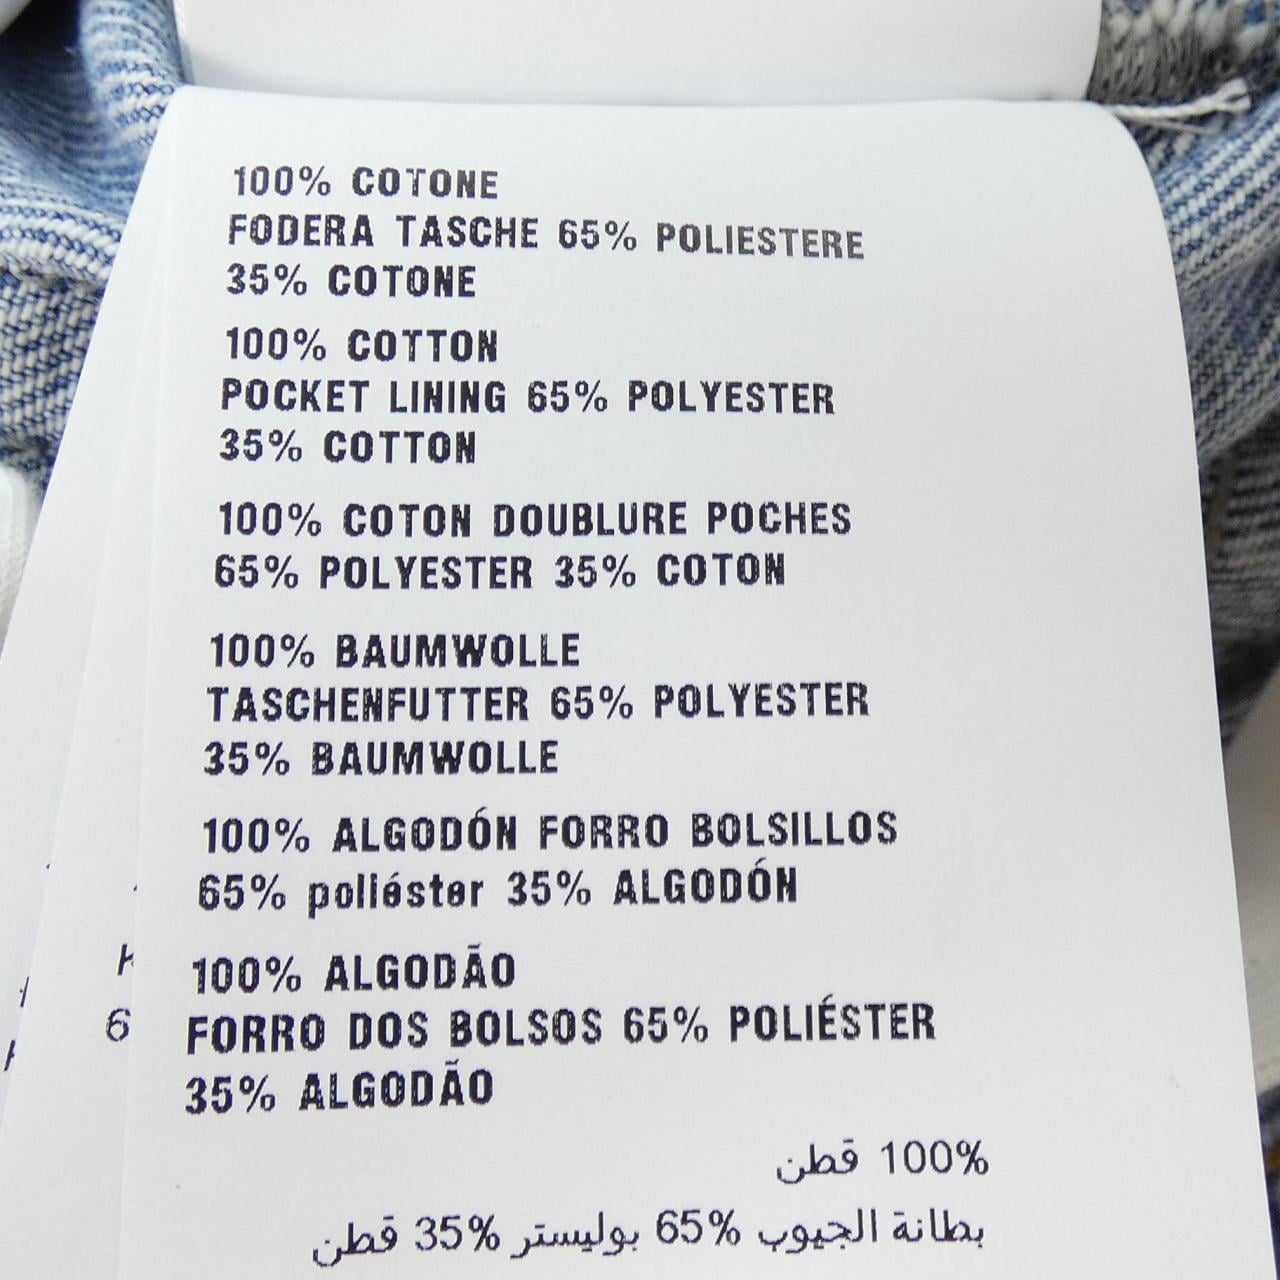 100% COTONE
FODERA TASCHE 65% POLIESTERE
35% COTONE
100% COTTON
POCKET LINING 65% POLYESTER
35% COTTON
100% COTON DOUBLURE POCHES
65% POLYESTER 35% COTON
100% BAUMWOLLE
TASCHENFUTTER 65% POLYESTER
35% BAUMWOLLE
100% ALGODÓN FORRO BOLSILLOS
65% poliéster 35% ALGODÓN
100% ALGODÃO
FORRO DOS BOLSOS 65% POLIÉSTER
35% ALGODÃO
100% قطن
بطانة الجيوب 65% بوليستر 35% قطن